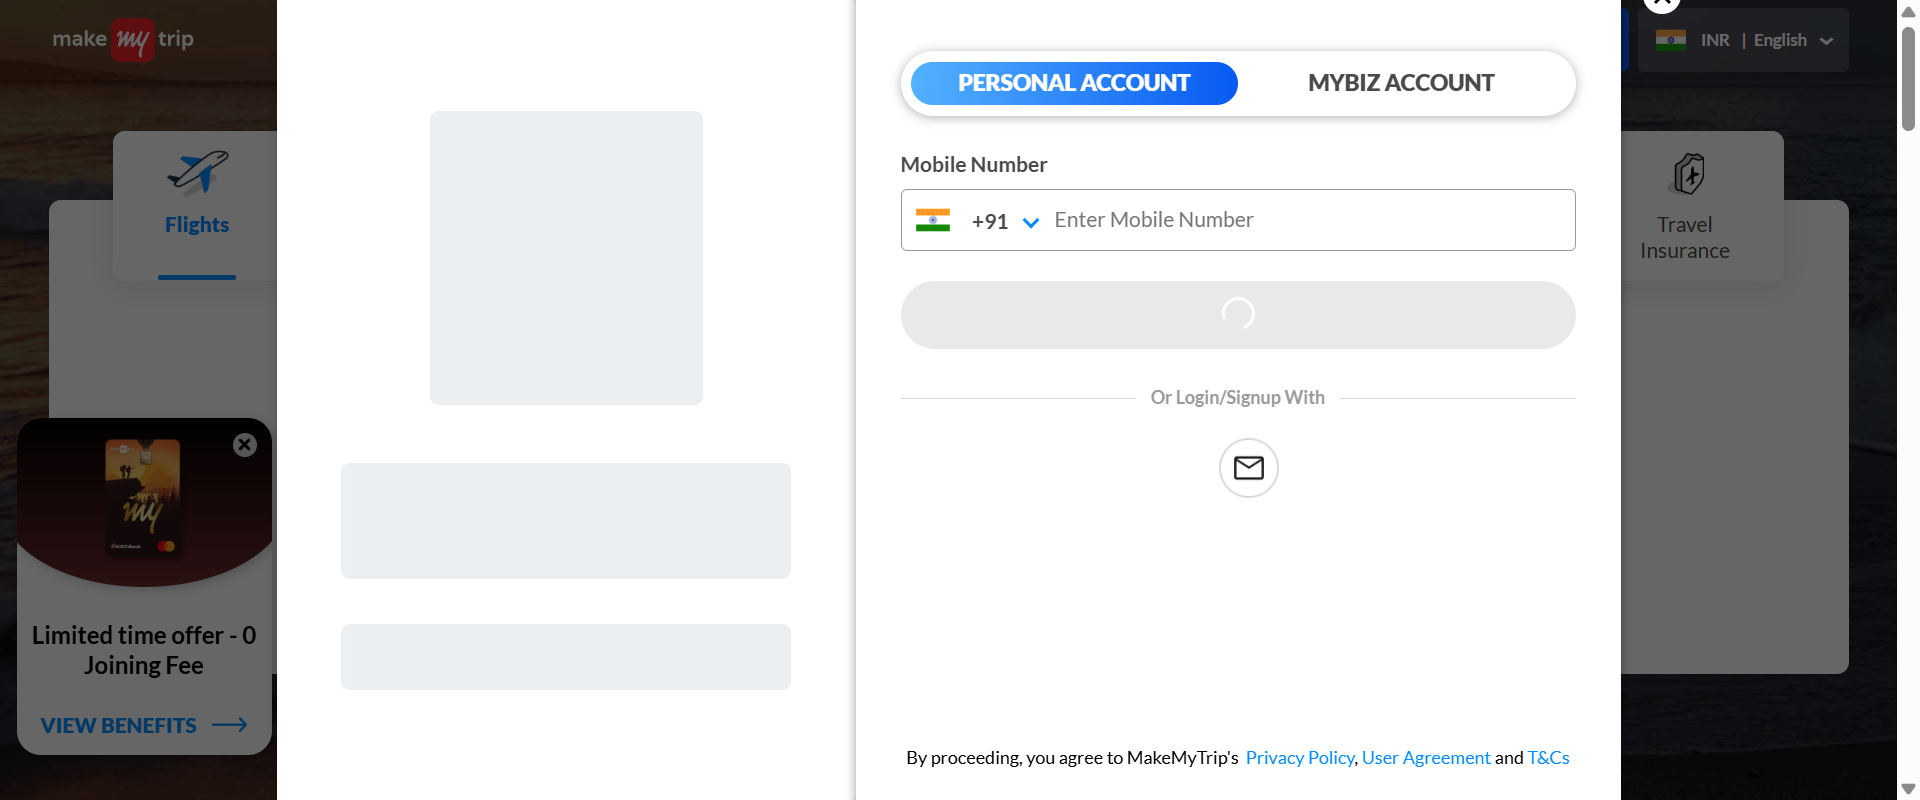 make my trip
INR | English
PERSONAL ACCOUNT
MYBIZ ACCOUNT
Flights
Travel
Insurance
Mobile Number
+91
Enter Mobile Number
Or Login/Signup With
my
Limited time offer - 0
Joining Fee
VIEW BENEFITS
By proceeding, you agree to MakeMyTrip's Privacy Policy, User Agreement and T&Cs